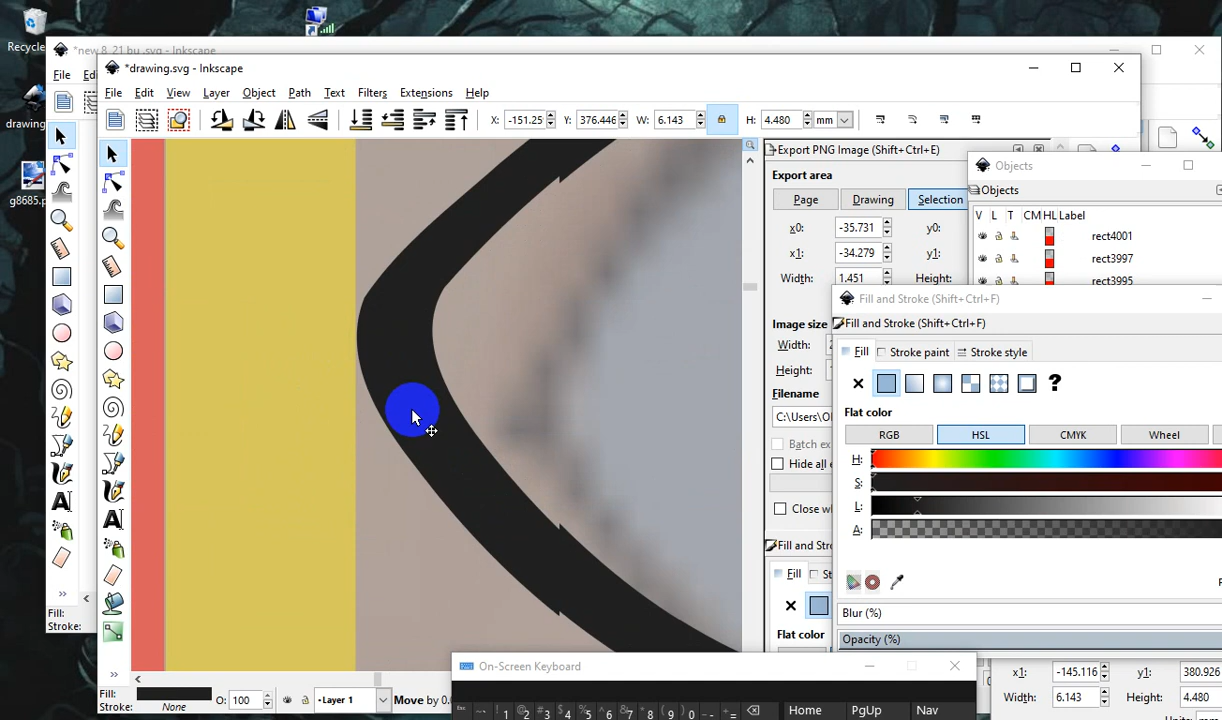 Recycle
*new 8 21 bu .svg - Inkscape
File
drawing
g8685.p
Fill:
Stroke:
*drawing.svg - Inkscape
File Edit View Layer Object Path Text Filters Extensions Help
X: -151.25 Y: 376.446 W: 6.143 H: 4.480 mm
Export PNG Image (Shift+Ctrl+E)
Export area
Page Drawing Selection
x0: -35.731 y0:
x1: -34.279 y1:
Width: 1.451 Height:
Image size
Width:
Height:
Filename
C:\Users\Ol
Batch ex
Hide all e
Close wh
Fill and Stro
Fill St
Flat color
Objects
Objects
V L T CM HL Label
rect4001
rect3997
rect3995
Fill and Stroke (Shift+Ctrl+F)
Fill and Stroke (Shift+Ctrl+F)
Fill Stroke paint Stroke style
?
Flat color
RGB HSL CMYK Wheel
H:
S:
L:
A:
Blur (%)
Opacity (%)
x1: -145.116 y1: 380.926
Width: 6.143 Height: 4.480
Fill:
Stroke: None
O: 100
Layer 1
Move by 0.0
On-Screen Keyboard
Home PgUp Nav